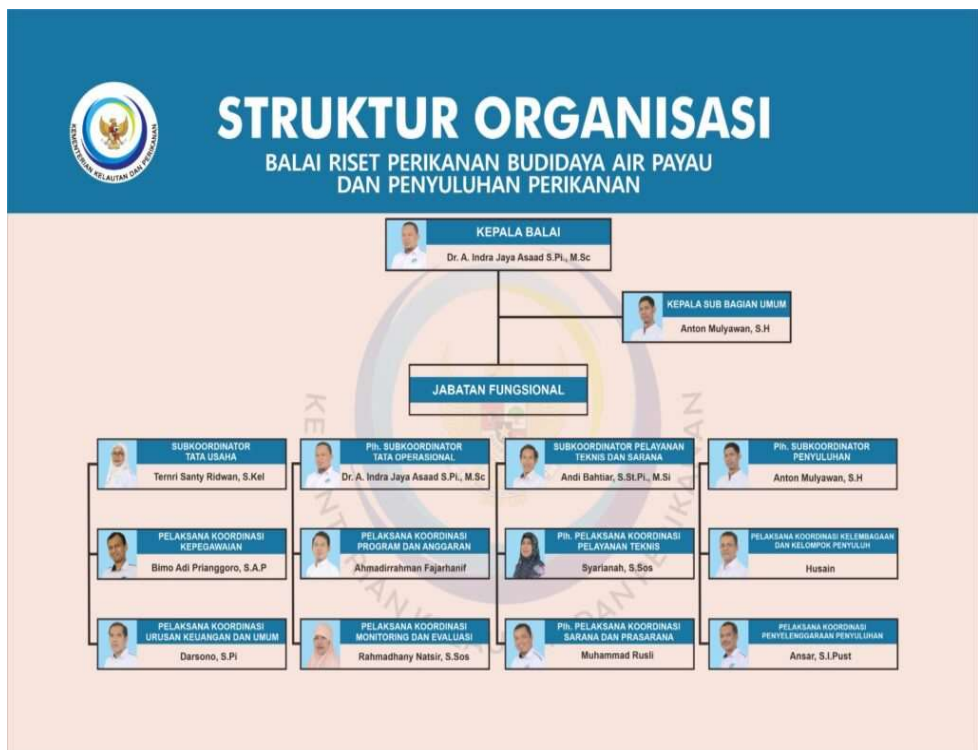 STRUKTUR ORGANISASI
BALAI RISET PERIKANAN BUDIDAYA AIR PAYAU
DAN PENYULUHAN PERIKANAN
KEMENTERIAN KELAUTAN DAN PERIKANAN
KEPALA BALAI
Dr. A. Indra Jaya Asaad S.Pi., M.Sc
KEPALA SUB BAGIAN UMUM
Anton Mulyawan, S.H
JABATAN FUNGSIONAL
SUBKOORDINATOR
TATA USAHA
Ternri Santy Ridwan, S.Kel
Plh. SUBKOORDINATOR
TATA OPERASIONAL
Dr. A. Indra Jaya Asaad S.Pi., M.Sc
SUBKOORDINATOR PELAYANAN
TEKNIS DAN SARANA
Andi Bahtiar, S.St.Pi., M.Si
Plh. SUBKOORDINATOR
PENYULUHAN
Anton Mulyawan, S.H
PELAKSANA KOORDINASI
KEPEGAWAIAN
Bimo Adi Prianggoro, S.A.P
PELAKSANA KOORDINASI
PROGRAM DAN ANGGARAN
Ahmadirrahman Fajarhanif
Plh. PELAKSANA KOORDINASI
PELAYANAN TEKNIS
Syarianah, S.Sos
PELAKSANA KOORDINASI KELEMBAGAAN
DAN KELOMPOK PENYULUH
Husain
PELAKSANA KOORDINASI
URUSAN KEUANGAN DAN UMUM
Darsono, S.Pi
PELAKSANA KOORDINASI
MONITORING DAN EVALUASI
Rahmadhany Natsir, S.Sos
Plh. PELAKSANA KOORDINASI
SARANA DAN PRASARANA
Muhammad Rusli
PELAKSANA KOORDINASI
PENYELENGGARAAN PENYULUHAN
Ansar, S.I.Pust